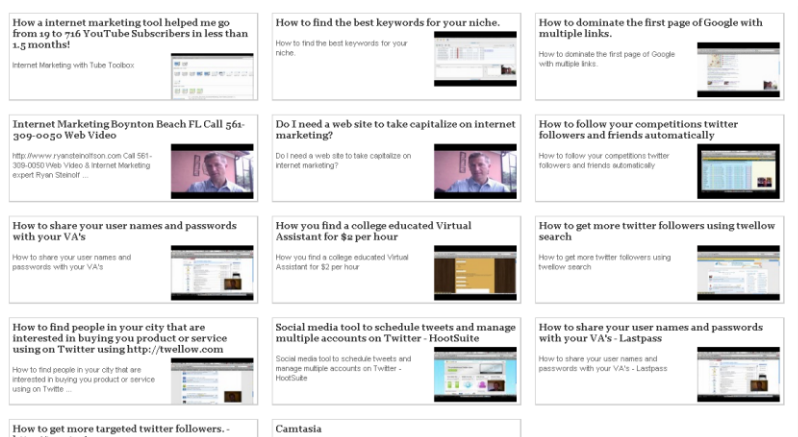 How a internet marketing tool helped me go
from 19 to 716 YouTube Subscribers in less than
1.5 months!
Internet Marketing with Tube Toolbox
How to find the best keywords for your niche.
How to find the best keywords for your
niche.
How to dominate the first page of Google with
multiple links.
How to dominate the first page of Google
with multiple links.
Internet Marketing Boynton Beach FL Call 561-
309-0050 Web Video
http://www.ryansteinolfson.com Call 561-
309-0050 Web Video & Internet Marketing
expert Ryan Steinolf ...
Do I need a web site to take capitalize on internet
marketing?
Do I need a web site to take capitalize on
internet marketing?
How to follow your competitions twitter
followers and friends automatically
How to follow your competitions twitter
followers and friends automatically
How to share your user names and passwords
with your VA's
How to share your user names and
passwords with your VA's
How you find a college educated Virtual
Assistant for $2 per hour
How you find a college educated Virtual
Assistant for $2 per hour
How to get more twitter followers using twellow
search
How to get more twitter followers using
twellow search
How to find people in your city that are
interested in buying you product or service
using on Twitter using http://twellow.com
How to find people in your city that are
interested in buying you product or service
using on Twitte ...
Social media tool to schedule tweets and manage
multiple accounts on Twitter - HootSuite
Social media tool to schedule tweets and
manage multiple accounts on Twitter -
HootSuite
How to share your user names and passwords
with your VA's - Lastpass
How to share your user names and
passwords with your VA's - Lastpass
How to get more targeted twitter followers. -
Camtasia